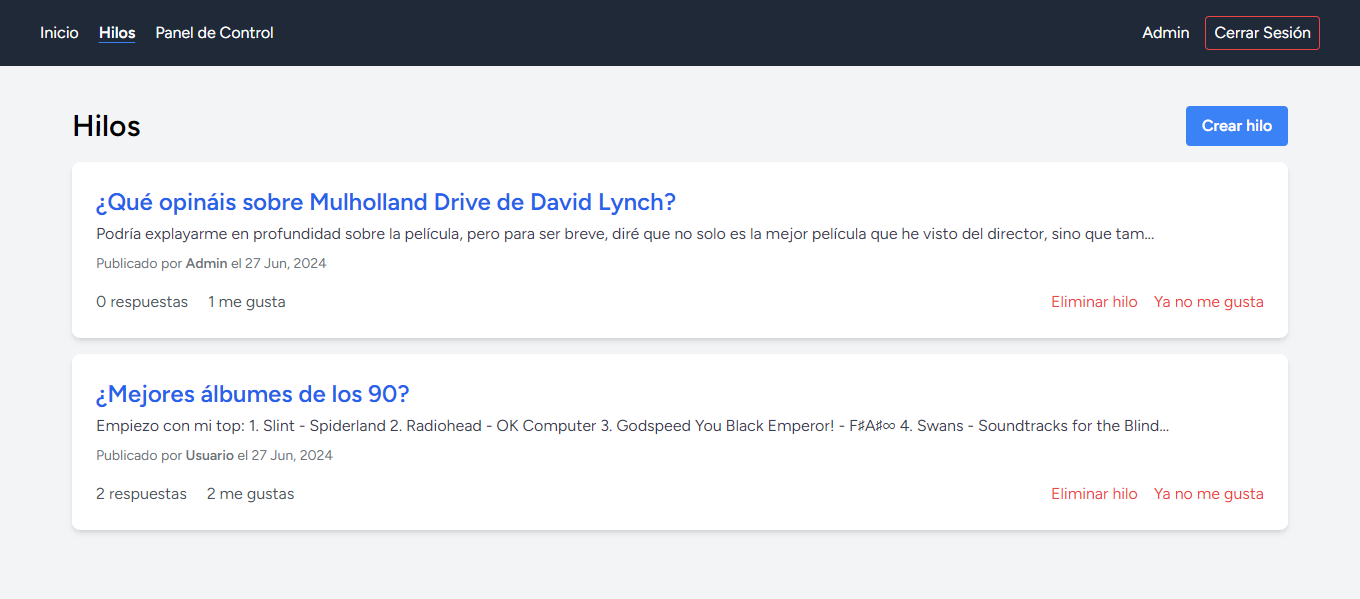 Inicio Hilos Panel de Control Admin Cerrar Sesión
Hilos Crear hilo
¿Qué opináis sobre Mulholland Drive de David Lynch?
Podría explayarme en profundidad sobre la película, pero para ser breve, diré que no solo es la mejor película que he visto del director, sino que tam...
Publicado por Admin el 27 Jun, 2024
0 respuestas 1 me gusta Eliminar hilo Ya no me gusta
¿Mejores álbumes de los 90?
Empiezo con mi top: 1. Slint - Spiderland 2. Radiohead - OK Computer 3. Godspeed You Black Emperor! - F♯A♯∞ 4. Swans - Soundtracks for the Blind...
Publicado por Usuario el 27 Jun, 2024
2 respuestas 2 me gustas Eliminar hilo Ya no me gusta